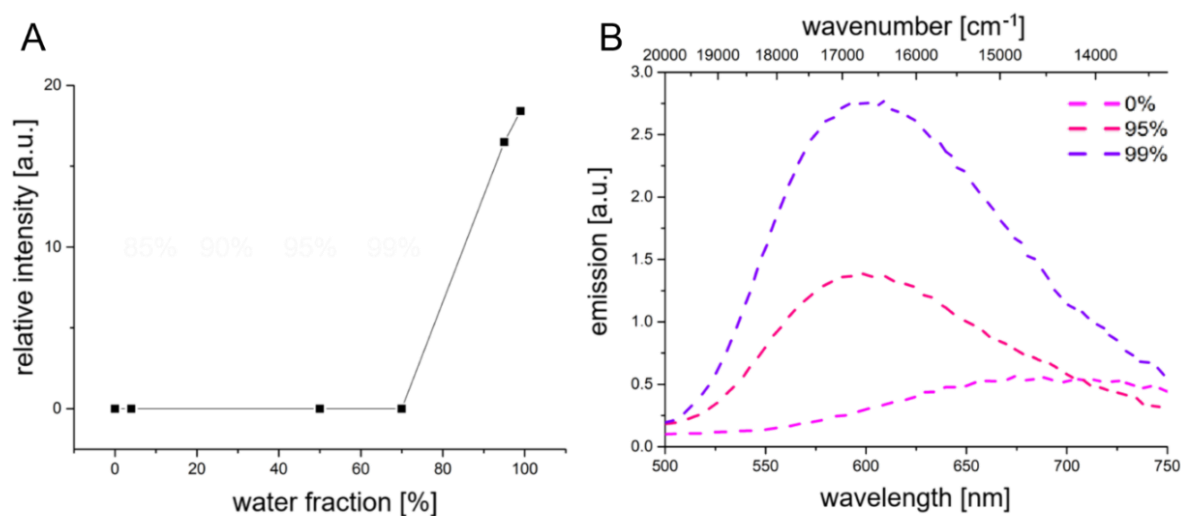 A
relative intensity [a.u.]
20
10
0
85% 90% 95% 99%
0 20 40 60 80 100
water fraction [%]
B
wavenumber [cm⁻¹]
20000 19000 18000 17000 16000 15000 14000
emission [a.u.]
3.0
2.5
2.0
1.5
1.0
0.5
0.0
0%
95%
99%
500 550 600 650 700 750
wavelength [nm]